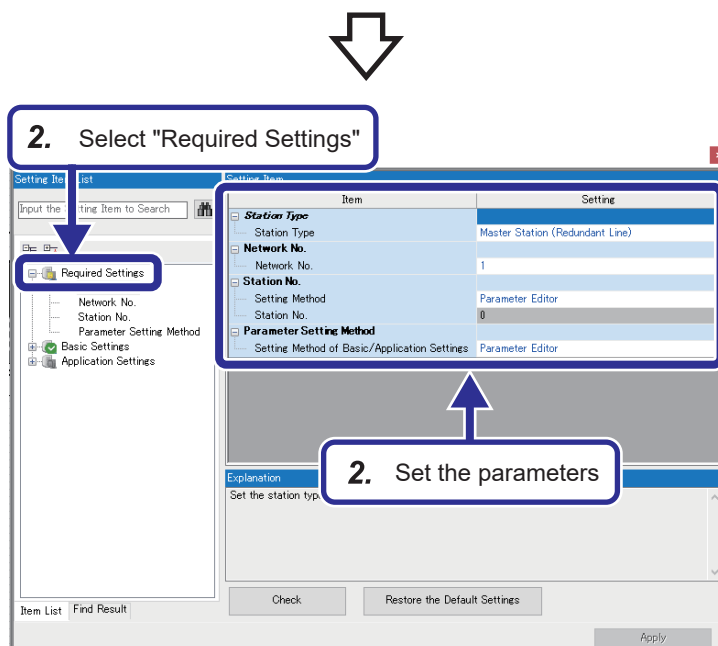 2. Select "Required Settings"
Setting Ite List
Setting Item
Input the Setting Item to Search
Item Setting
Station Type
Station Type Master Station (Redundant Line)
Network No.
Network No. 1
Station No.
Setting Method Parameter Editor
Station No. 0
Parameter Setting Method
Setting Method of Basic/Application Settings Parameter Editor
Required Settings
Network No.
Station No.
Parameter Setting Method
Basic Settings
Application Settings
2. Set the parameters
Explanation
Set the station typ
Check Restore the Default Settings
Item List Find Result
Apply